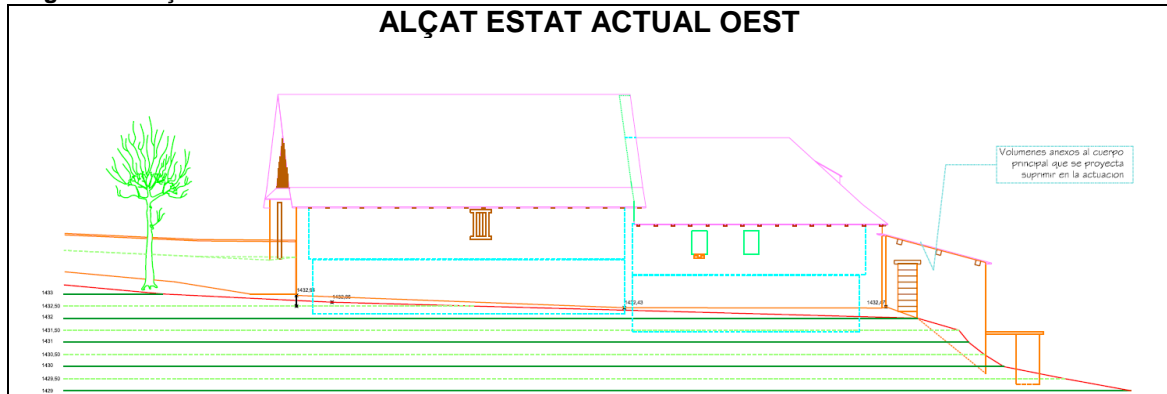 ALÇAT ESTAT ACTUAL OEST
Volumenes anexos al cuerpo
principal que se proyecta
suprimir en la actuacion
1433
1432,50
1432
1431,50
1431
1430,50
1430
1429,50
1429
1432,43